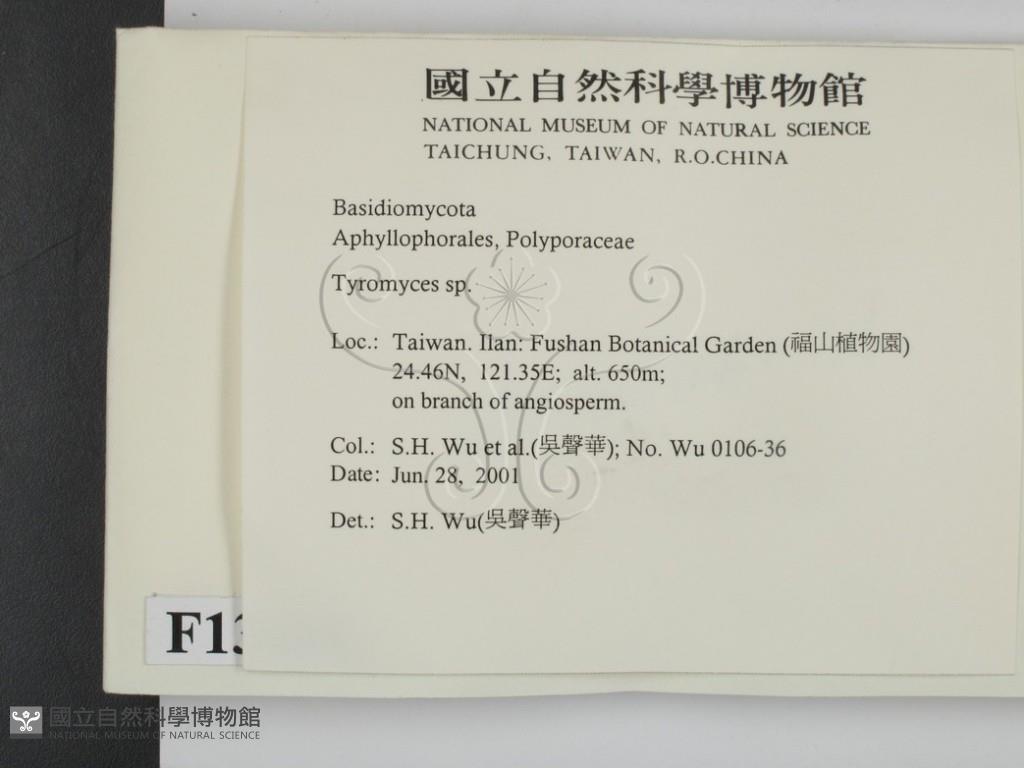 國立自然科學博物館
NATIONAL MUSEUM OF NATURAL SCIENCE
TAICHUNG, TAIWAN, R.O.CHINA
Basidiomycota
Aphyllophorales, Polyporaceae
Tyromyces sp.
Loc.: Taiwan. Ilan: Fushan Botanical Garden (福山植物園)
24.46N, 121.35E; alt. 650m;
on branch of angiosperm.
Col.: S.H. Wu et al.(吳聲華); No. Wu 0106-36
Date: Jun. 28, 2001
Det.: S.H. Wu(吳聲華)
F13
國立自然科學博物館
NATIONAL MUSEUM OF NATURAL SCIENCE